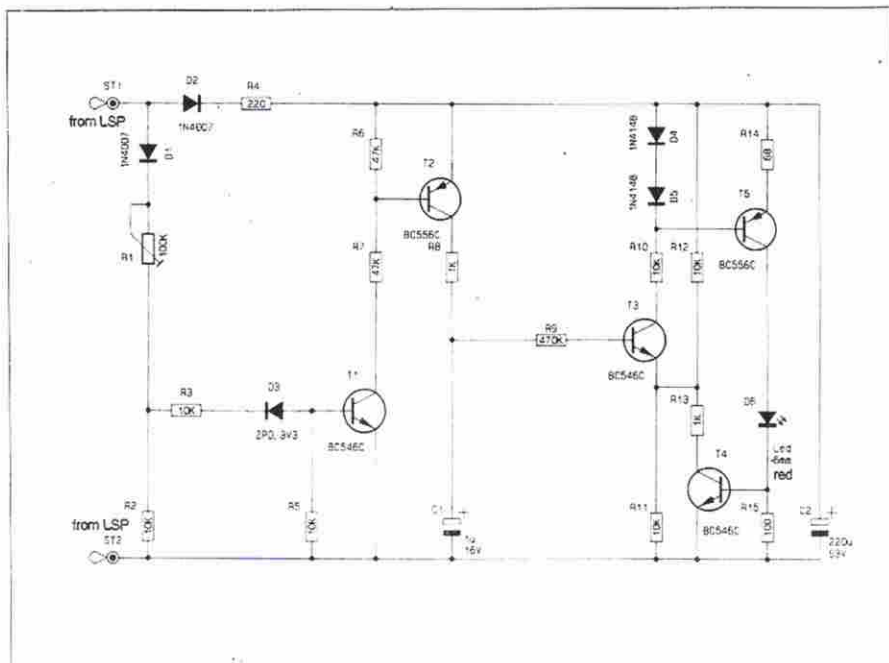 ST1
from LSP
D2
1N4007
R4
220
1N4007
D1
R1
100K
R6
47K
T2
BC556C
R7
47K
R8
1K
1N4148
D4
1N4148
D5
R14
68
T5
BC556C
R10
10K
R12
10K
T3
BC546C
R9
470K
R3
10K
D3
3V3
T1
BC546C
R13
1K
T4
BC546C
D6
Led
red
R2
10K
from LSP
ST2
R5
10K
C1
+
16V
R11
10K
R15
100
C2
+
220u
63V